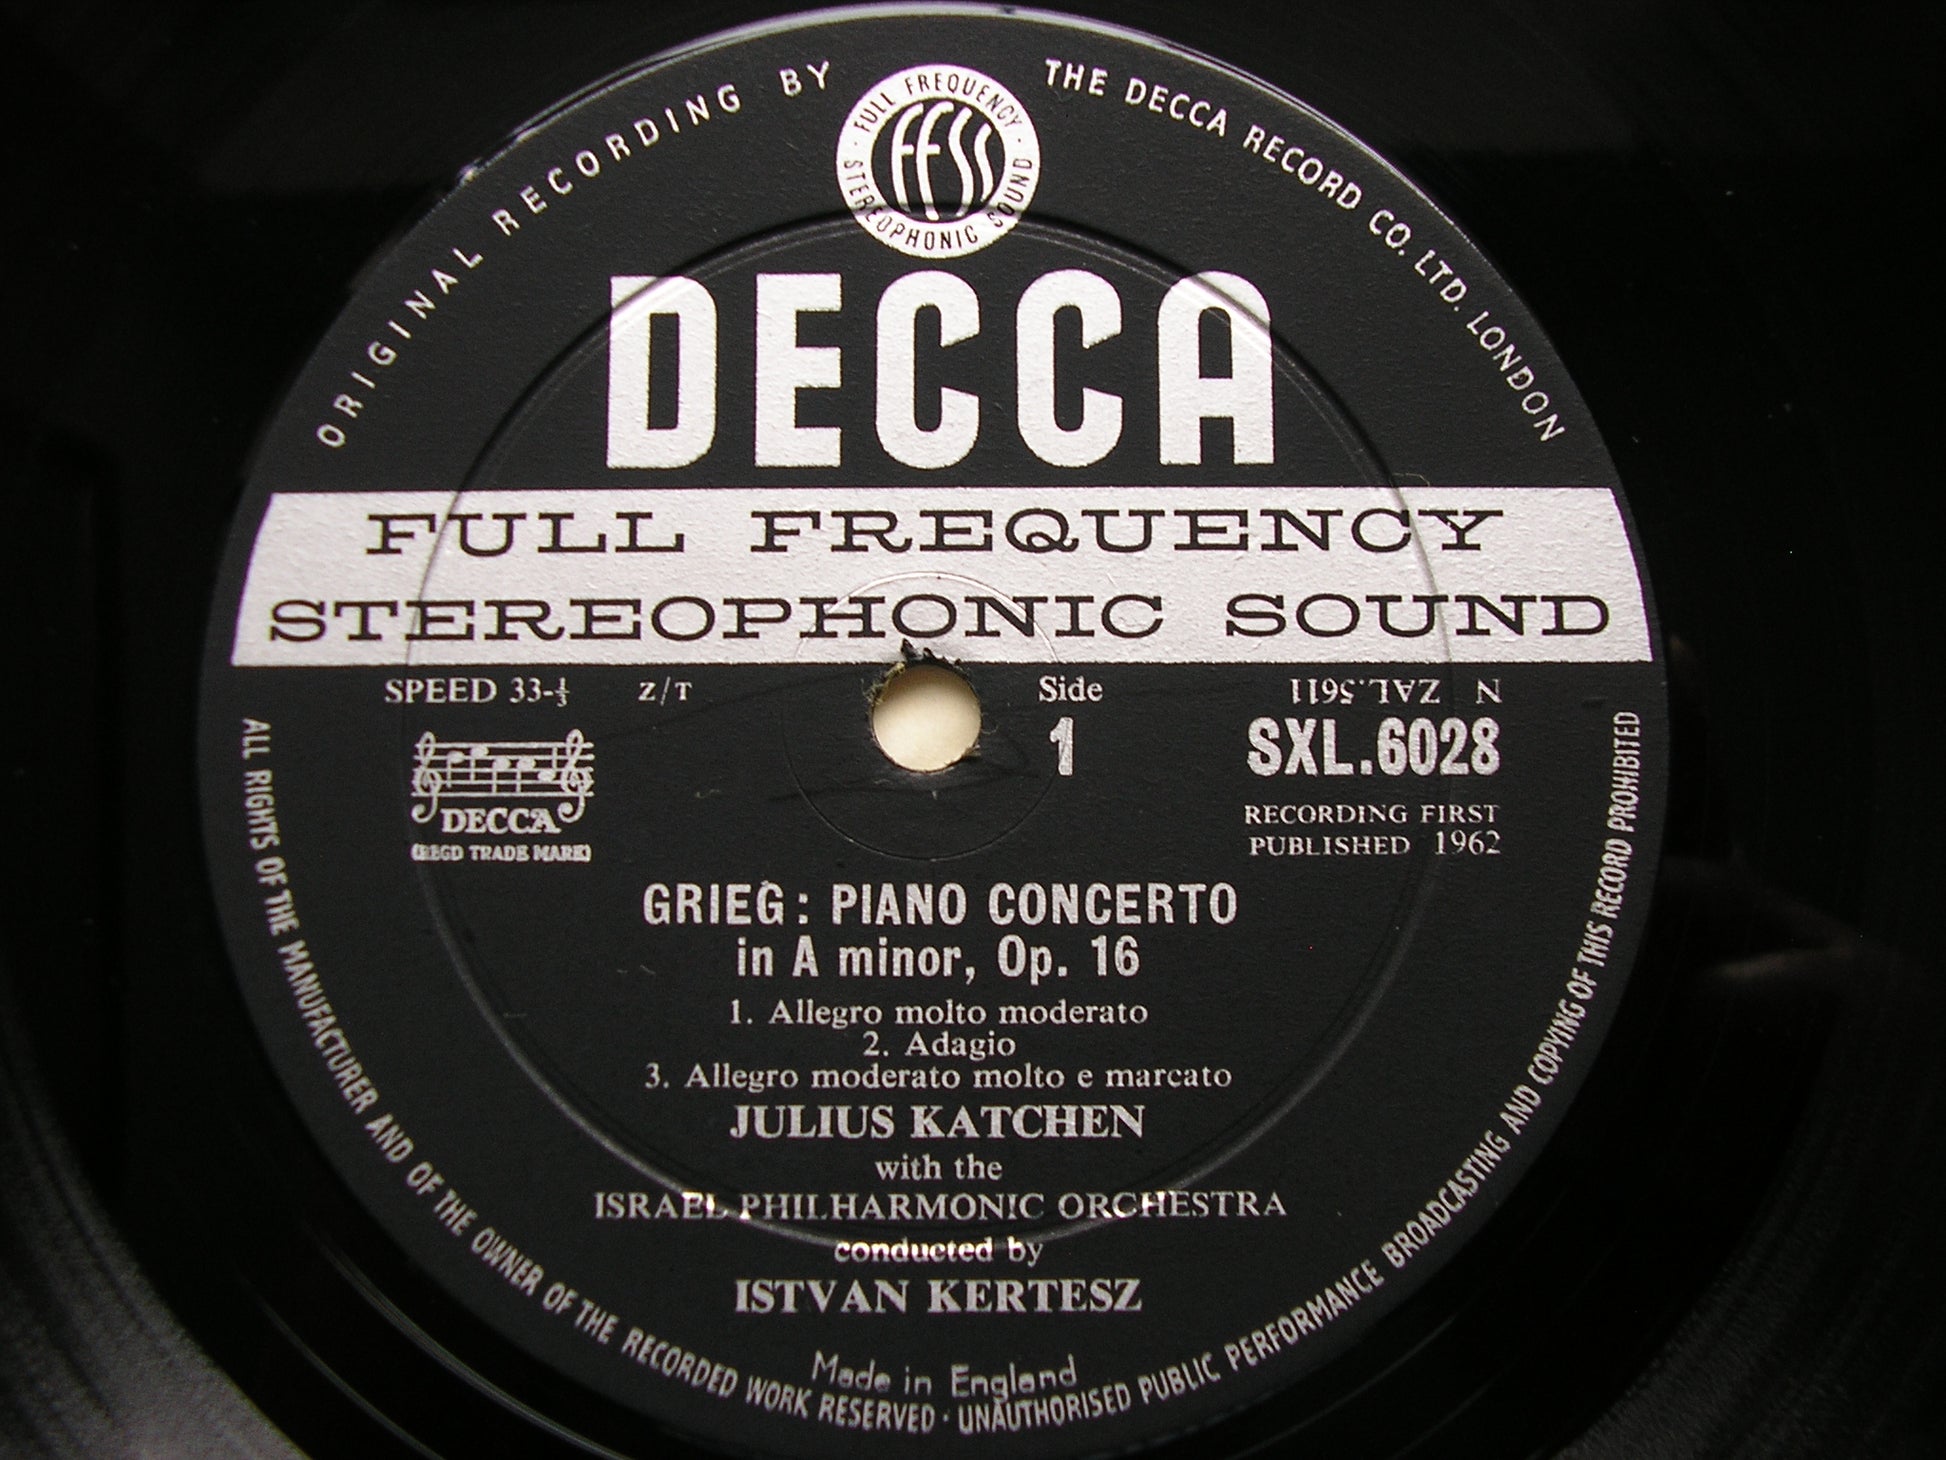 ORIGINAL RECORDING BY
THE DECCA RECORD CO. LTD. LONDON
FULL FREQUENCY
ffss
STEREOPHONIC SOUND
DECCA
FULL FREQUENCY
STEREOPHONIC SOUND
SPEED 33-⅓ Z/T
Side
1
N ZAL.5611
SXL.6028
RECORDING FIRST
PUBLISHED 1962
DECCA
(REGD TRADE MARK)
GRIEG: PIANO CONCERTO
in A minor, Op. 16
1. Allegro molto moderato
2. Adagio
3. Allegro moderato molto e marcato
JULIUS KATCHEN
with the
ISRAEL PHILHARMONIC ORCHESTRA
conducted by
ISTVAN KERTESZ
Made in England
ALL RIGHTS OF THE MANUFACTURER AND OF THE OWNER OF THE RECORDED WORK RESERVED · UNAUTHORISED PUBLIC PERFORMANCE BROADCASTING AND COPYING OF THIS RECORD PROHIBITED